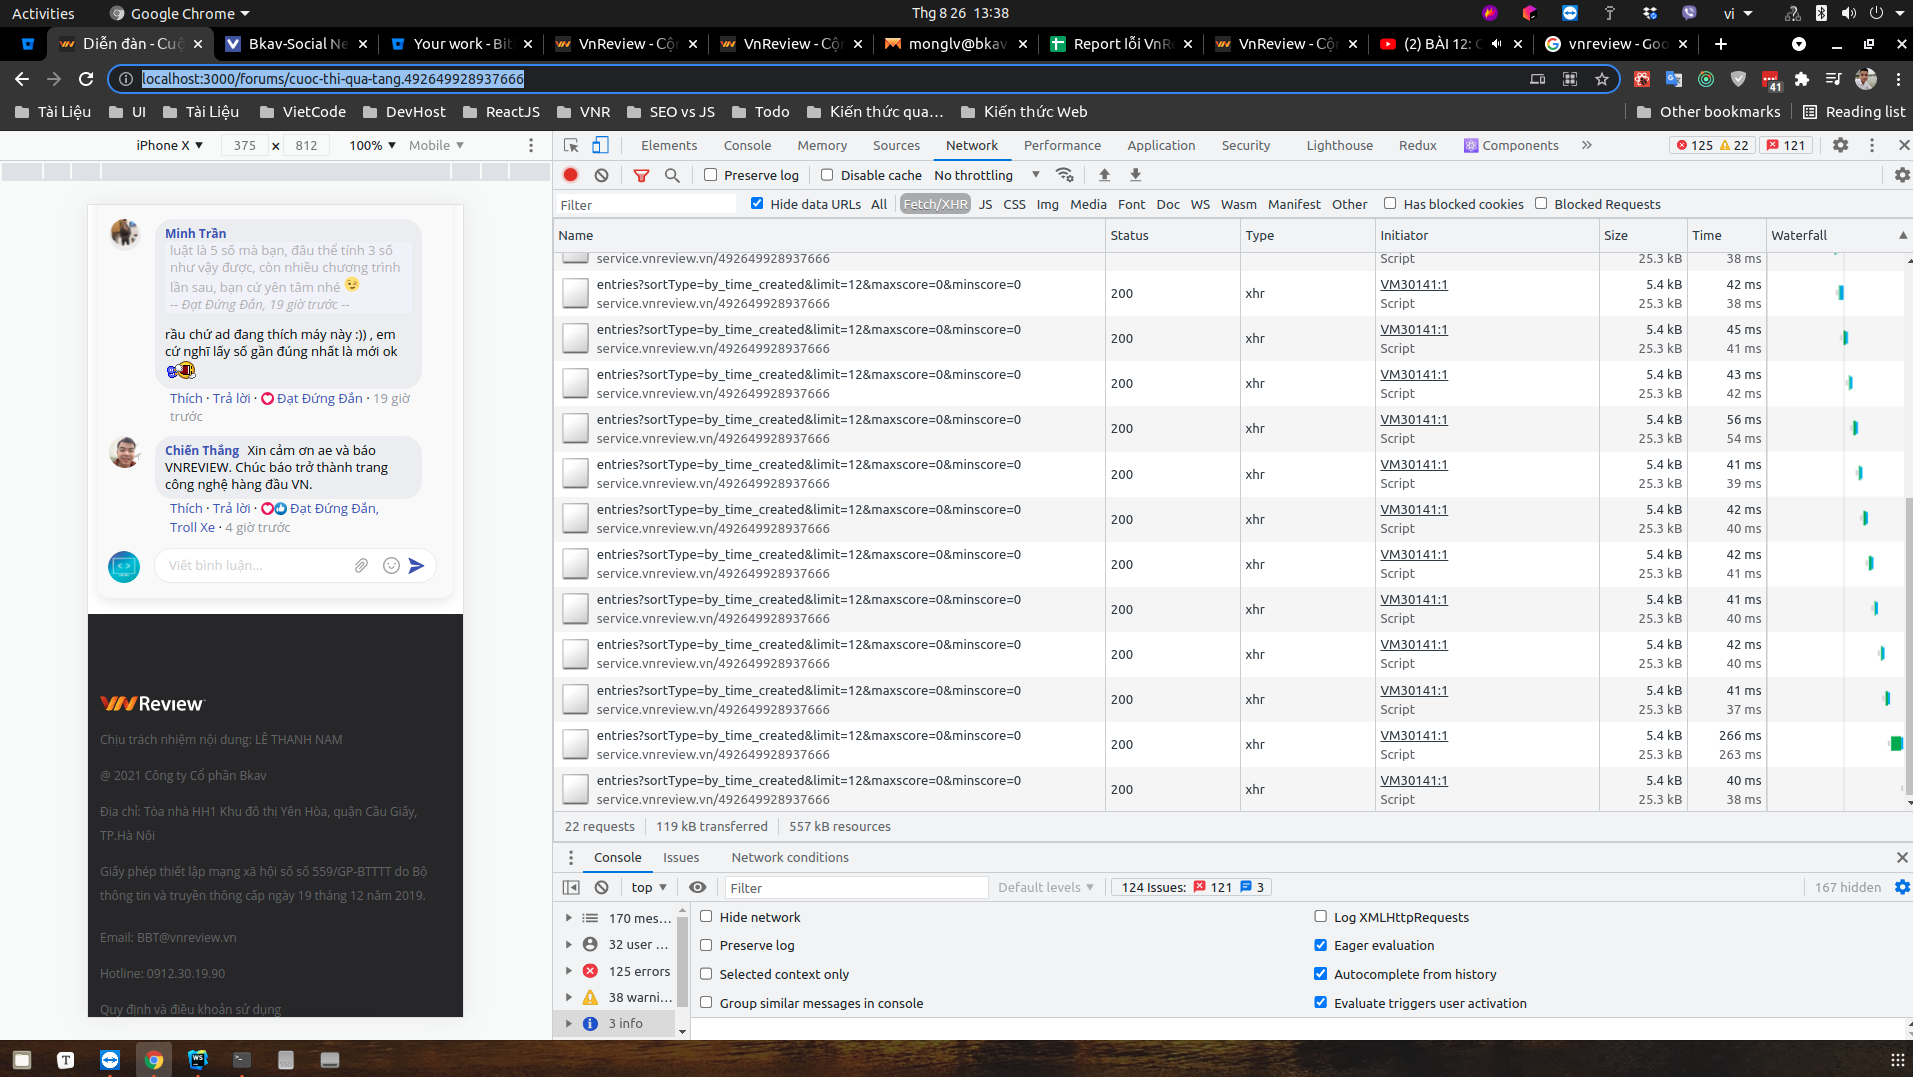 Activities
Google Chrome
Thg 8 26  13:38
vi
Diễn đàn - Cuộ
Bkav-Social Ne
Your work - Bit
VnReview - Cộn
VnReview - Cộn
monglv@bkav
Report lỗi VnR
VnReview - Cộn
(2) BÀI 12: C
vnreview - Goo
localhost:3000/forums/cuoc-thi-qua-tang.492649928937666
41
Tài Liệu
UI
Tài Liệu
VietCode
DevHost
ReactJS
VNR
SEO vs JS
Todo
Kiến thức qua…
Kiến thức Web
Other bookmarks
Reading list
iPhone X
375 × 812
100%
Mobile
Elements
Console
Memory
Sources
Network
Performance
Application
Security
Lighthouse
Redux
Components
125
22
121
Preserve log
Disable cache
No throttling
Filter
Hide data URLs
All
Fetch/XHR
JS
CSS
Img
Media
Font
Doc
WS
Wasm
Manifest
Other
Has blocked cookies
Blocked Requests
Name
Status
Type
Initiator
Size
Time
Waterfall
service.vnreview.vn/492649928937666 Script 25.3 kB 38 ms
entries?sortType=by_time_created&limit=12&maxscore=0&minscore=0 200 xhr VM30141:1 5.4 kB 42 ms
service.vnreview.vn/492649928937666 Script 25.3 kB 38 ms
entries?sortType=by_time_created&limit=12&maxscore=0&minscore=0 200 xhr VM30141:1 5.4 kB 45 ms
service.vnreview.vn/492649928937666 Script 25.3 kB 41 ms
entries?sortType=by_time_created&limit=12&maxscore=0&minscore=0 200 xhr VM30141:1 5.4 kB 43 ms
service.vnreview.vn/492649928937666 Script 25.3 kB 42 ms
entries?sortType=by_time_created&limit=12&maxscore=0&minscore=0 200 xhr VM30141:1 5.4 kB 56 ms
service.vnreview.vn/492649928937666 Script 25.3 kB 54 ms
entries?sortType=by_time_created&limit=12&maxscore=0&minscore=0 200 xhr VM30141:1 5.4 kB 41 ms
service.vnreview.vn/492649928937666 Script 25.3 kB 39 ms
entries?sortType=by_time_created&limit=12&maxscore=0&minscore=0 200 xhr VM30141:1 5.4 kB 42 ms
service.vnreview.vn/492649928937666 Script 25.3 kB 40 ms
entries?sortType=by_time_created&limit=12&maxscore=0&minscore=0 200 xhr VM30141:1 5.4 kB 42 ms
service.vnreview.vn/492649928937666 Script 25.3 kB 41 ms
entries?sortType=by_time_created&limit=12&maxscore=0&minscore=0 200 xhr VM30141:1 5.4 kB 41 ms
service.vnreview.vn/492649928937666 Script 25.3 kB 40 ms
entries?sortType=by_time_created&limit=12&maxscore=0&minscore=0 200 xhr VM30141:1 5.4 kB 42 ms
service.vnreview.vn/492649928937666 Script 25.3 kB 40 ms
entries?sortType=by_time_created&limit=12&maxscore=0&minscore=0 200 xhr VM30141:1 5.4 kB 41 ms
service.vnreview.vn/492649928937666 Script 25.3 kB 37 ms
entries?sortType=by_time_created&limit=12&maxscore=0&minscore=0 200 xhr VM30141:1 5.4 kB 266 ms
service.vnreview.vn/492649928937666 Script 25.3 kB 263 ms
entries?sortType=by_time_created&limit=12&maxscore=0&minscore=0 200 xhr VM30141:1 5.4 kB 40 ms
service.vnreview.vn/492649928937666 Script 25.3 kB 38 ms
22 requests
119 kB transferred
557 kB resources
Console
Issues
Network conditions
top
Filter
Default levels
124 Issues: 121 3
167 hidden
170 mes…
32 user …
125 errors
38 warni…
3 info
Hide network
Preserve log
Selected context only
Group similar messages in console
Log XMLHttpRequests
Eager evaluation
Autocomplete from history
Evaluate triggers user activation
Minh Trần
luật là 5 số mà bạn, đâu thể tính 3 số
như vậy được, còn nhiều chương trình
lần sau, bạn cứ yên tâm nhé
-- Đạt Đứng Đắn, 19 giờ trước --
rầu chứ ad đang thích máy này :)) , em
cứ nghĩ lấy số gần đúng nhất là mới ok
Thích · Trả lời · Đạt Đứng Đắn · 19 giờ
trước
Chiến Thắng Xin cảm ơn ae và báo
VNREVIEW. Chúc báo trở thành trang
công nghệ hàng đầu VN.
Thích · Trả lời · Đạt Đứng Đắn,
Troll Xe · 4 giờ trước
Viết bình luận...
VNReview
Chịu trách nhiệm nội dung: LÊ THANH NAM
@ 2021 Công ty Cổ phần Bkav
Địa chỉ: Tòa nhà HH1 Khu đô thị Yên Hòa, quận Cầu Giấy,
TP.Hà Nội
Giấy phép thiết lập mạng xã hội số số 559/GP-BTTTT do Bộ
thông tin và truyền thông cấp ngày 19 tháng 12 năm 2019.
Email: BBT@vnreview.vn
Hotline: 0912.30.19.90
Quy định và điều khoản sử dụng